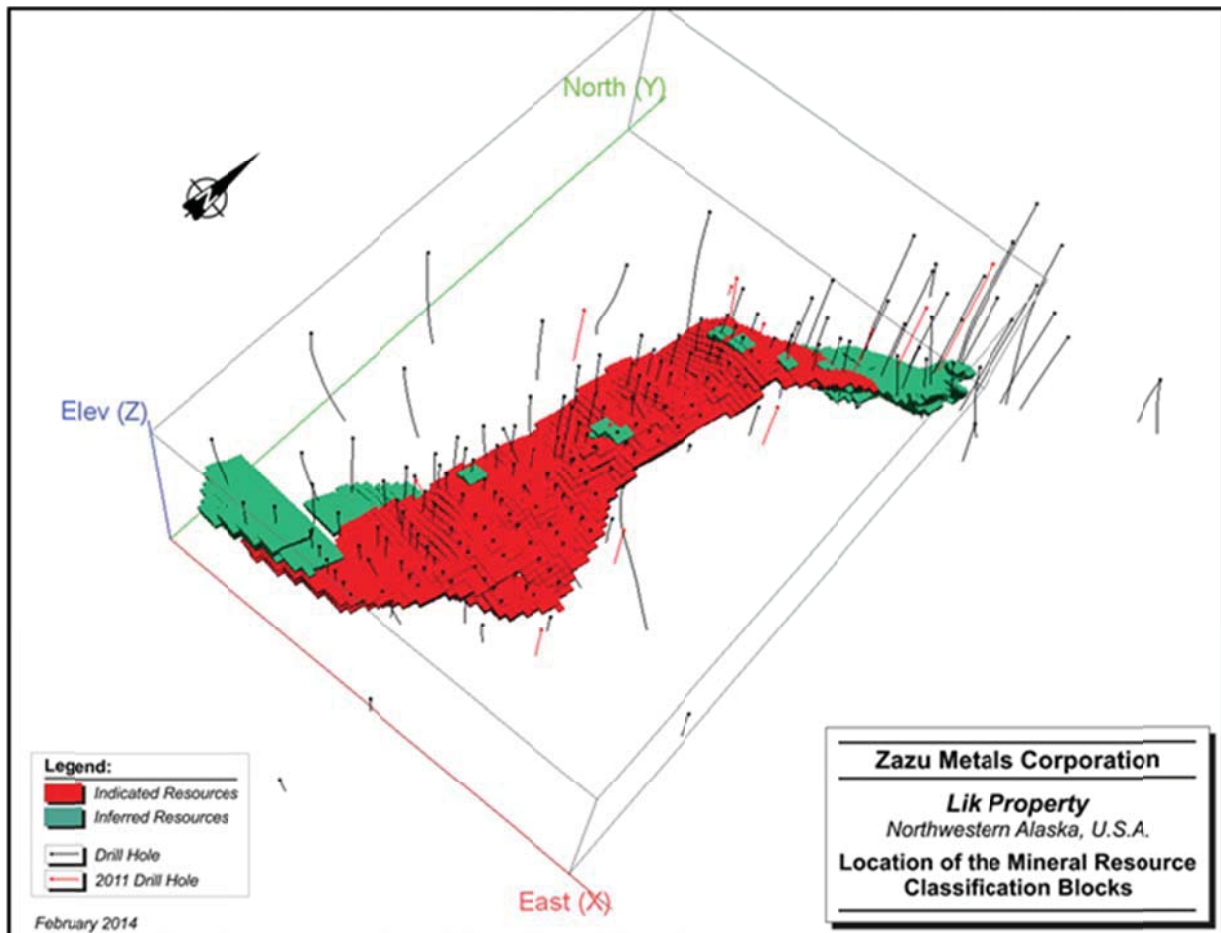 North (Y)
N
Elev (Z)
East (X)
Legend:
Indicated Resources
Inferred Resources
Drill Hole
2011 Drill Hole
February 2014
Zazu Metals Corporation
Lik Property
Northwestern Alaska, U.S.A.
Location of the Mineral Resource
Classification Blocks